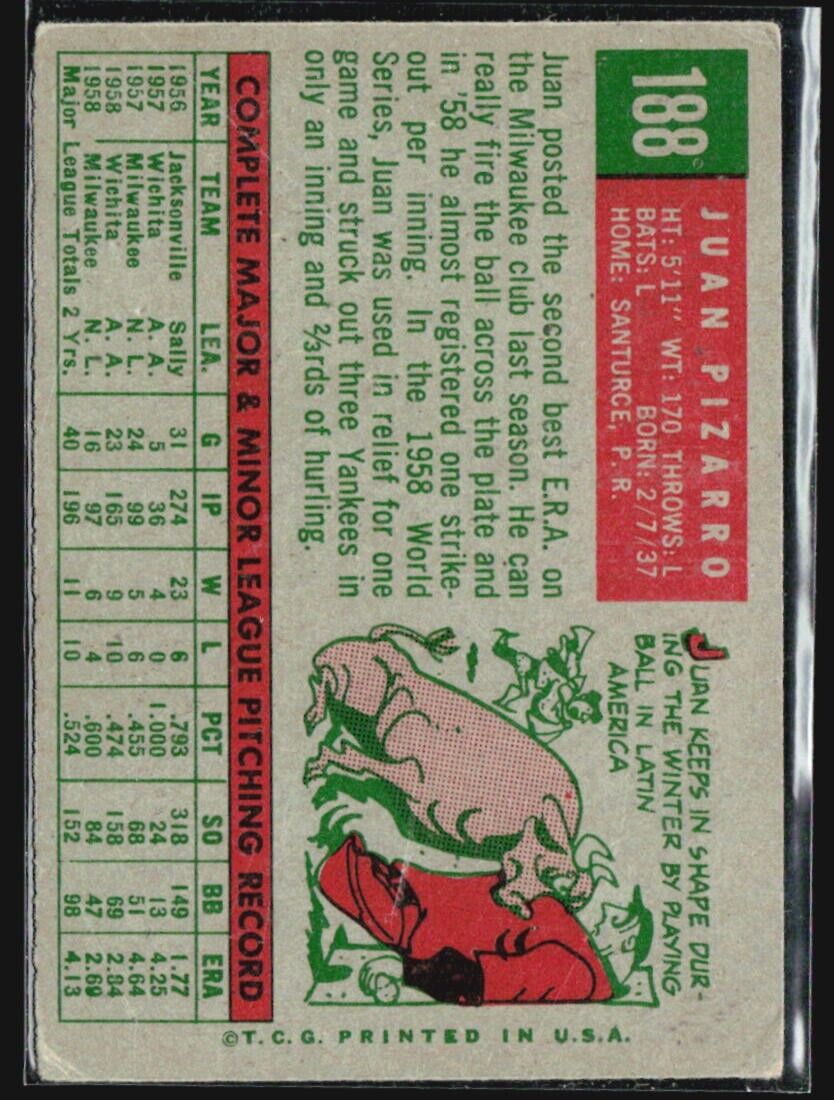 188
JUAN PIZARRO
HT: 5'11" WT: 170 THROWS: L
BATS: L BORN: 2/7/37
HOME: SANTURCE, P. R.
Juan posted the second best E.R.A. on
the Milwaukee club last season. He can
really fire the ball across the plate and
in '58 he almost registered one strike-
out per inning. In the 1958 World
Series, Juan was used in relief for one
game and struck out three Yankees in
only an inning and ⅔rds of hurling.
JUAN KEEPS IN SHAPE DUR-
ING THE WINTER BY PLAYING
BALL IN LATIN
AMERICA
COMPLETE MAJOR & MINOR LEAGUE PITCHING RECORD
YEAR TEAM LEA. G IP W L PCT SO BB ERA
1956 Jacksonville Sally 31 274 23 6 .793 318 149 1.77
1957 Wichita A. A. 5 36 4 0 1.000 24 13 4.25
1957 Milwaukee N. L. 24 99 5 6 .455 68 51 4.64
1958 Wichita A. A. 23 165 9 10 .474 158 69 2.84
1958 Milwaukee N. L. 16 97 6 4 .600 84 47 2.69
Major League Totals 2 Yrs. 40 196 11 10 .524 152 98 4.13
©T. C. G. PRINTED IN U.S.A.